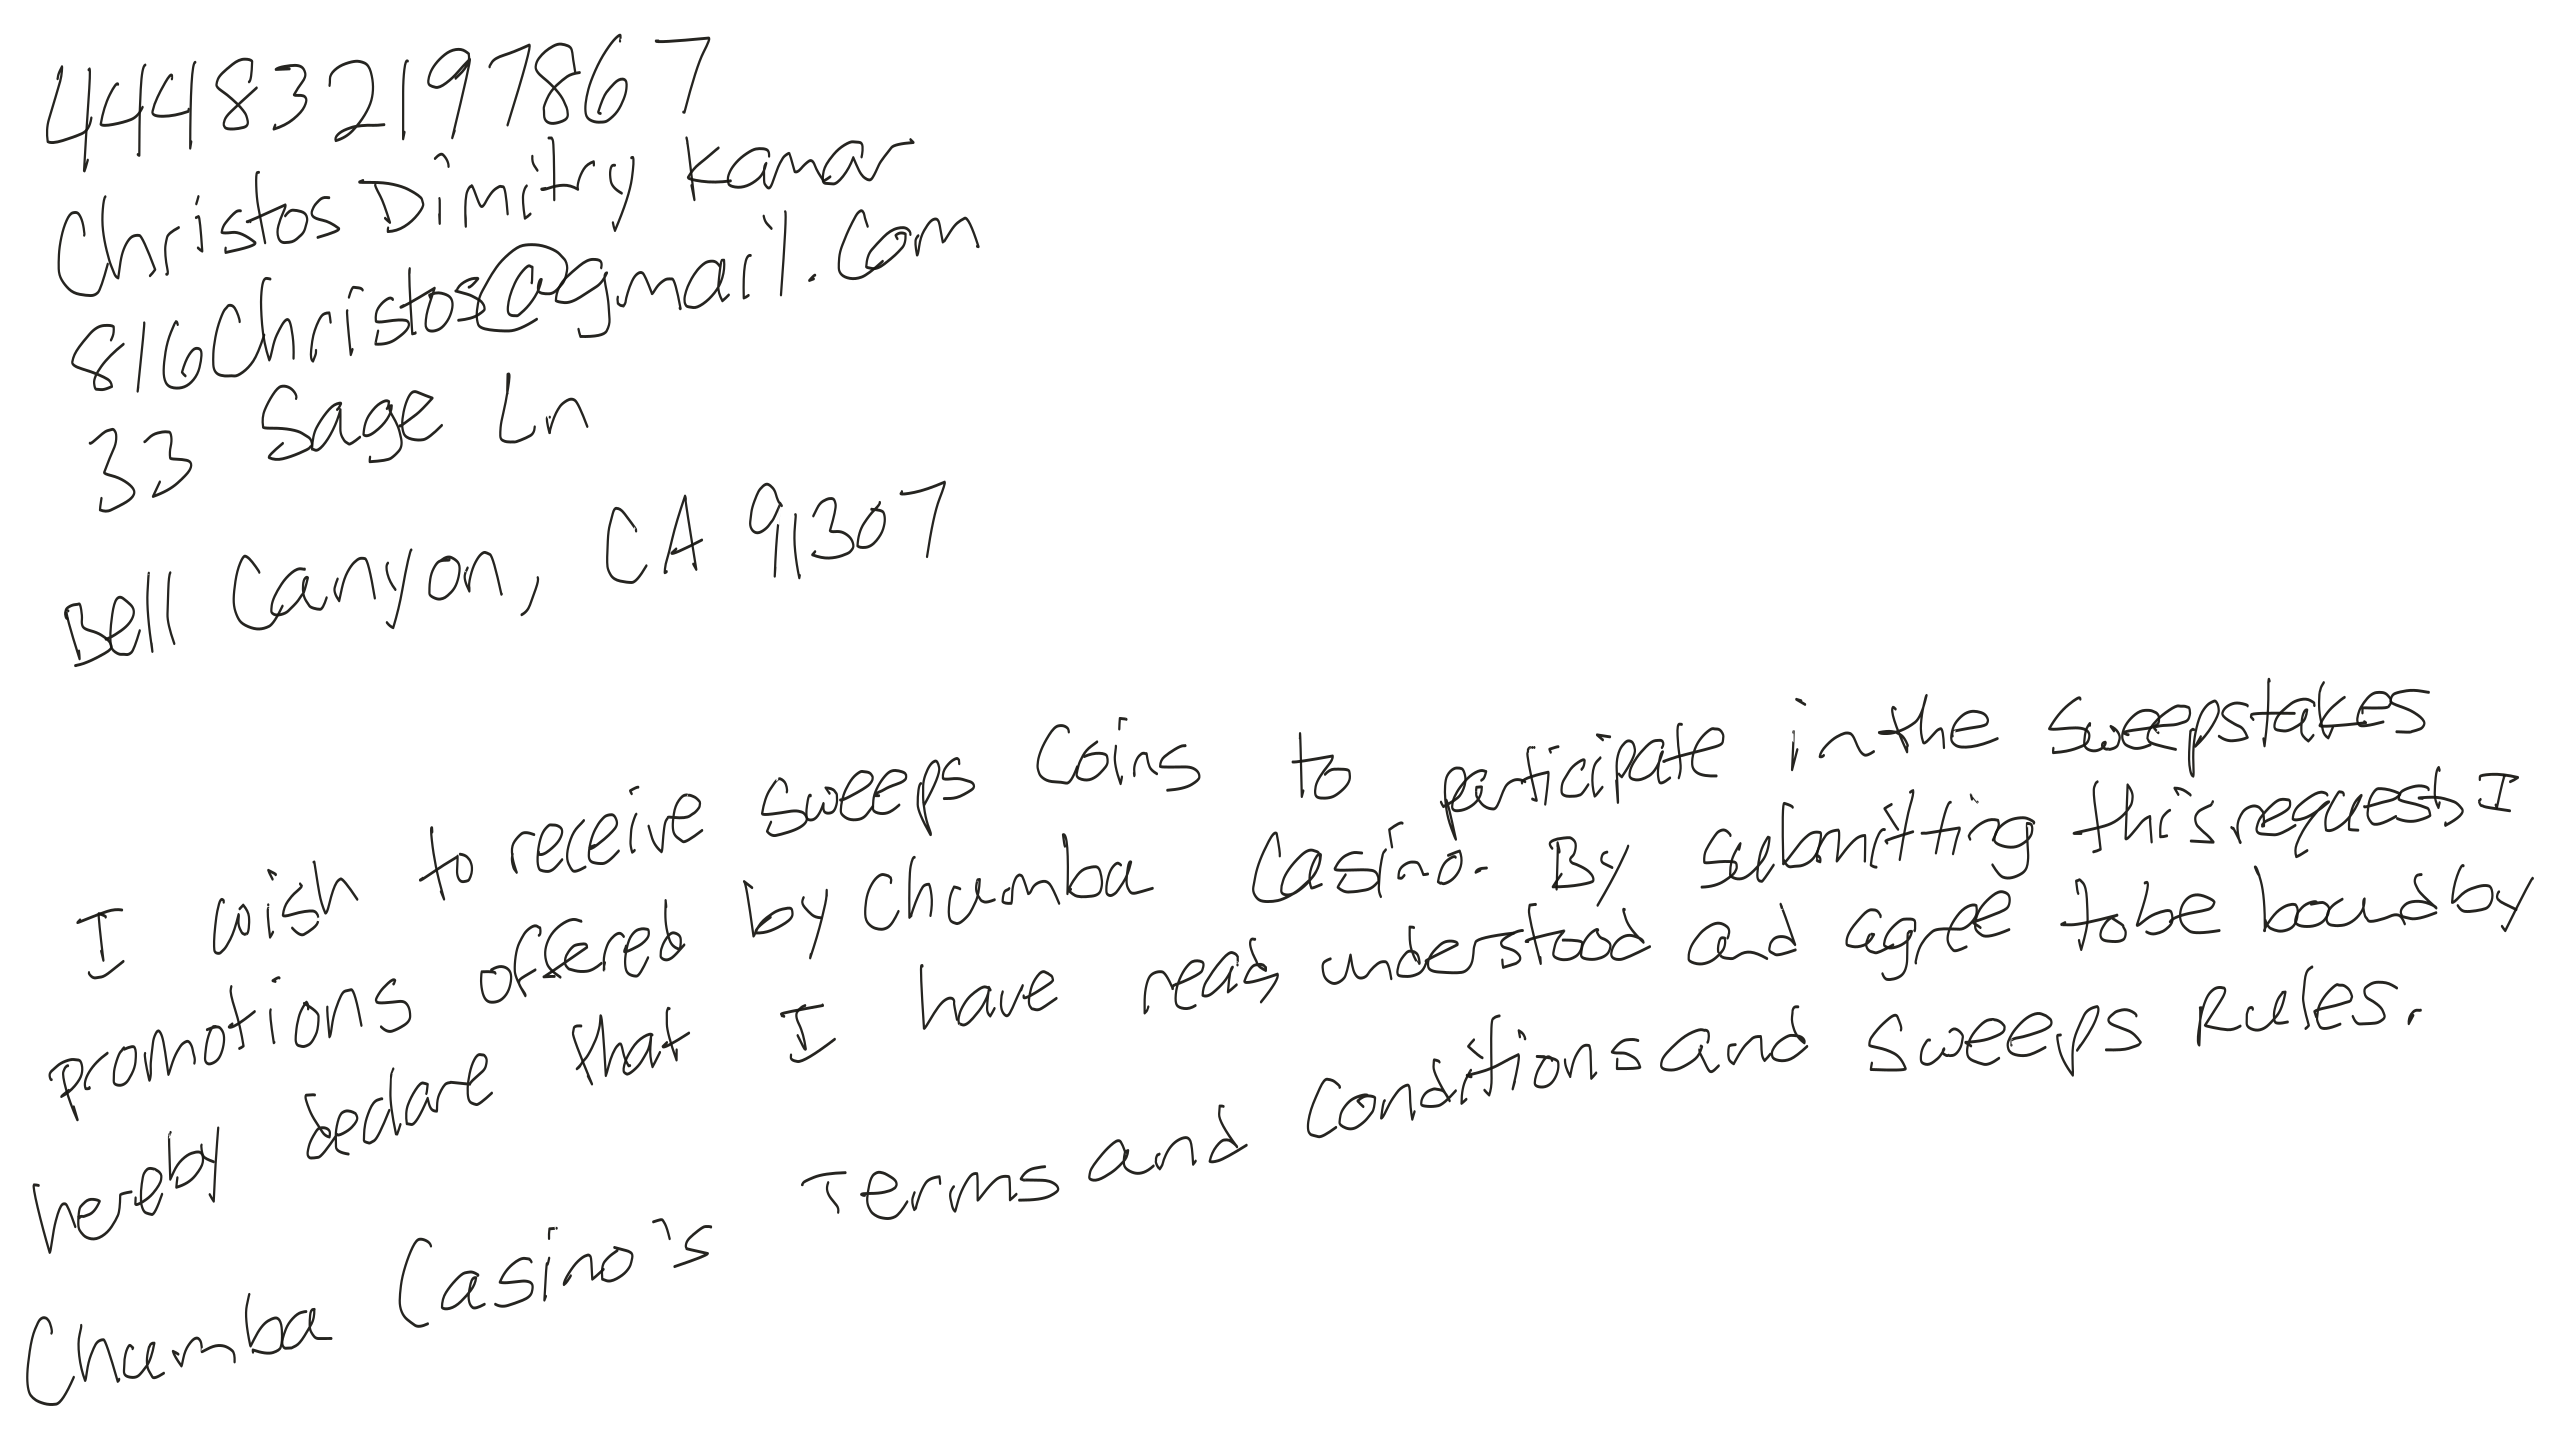 444832197867
Christos Dimitry Kamar
816Christos@gmail.com
33 Sage Ln
Bell Canyon, CA 91307
I wish to receive sweeps Coins to participate in the sweepstakes
promotions offered by Chumba Casino. By submitting this request, I
hereby declare that I have read, understood and agree to be bound by
Chumba Casino's Terms and Conditions and Sweeps Rules.